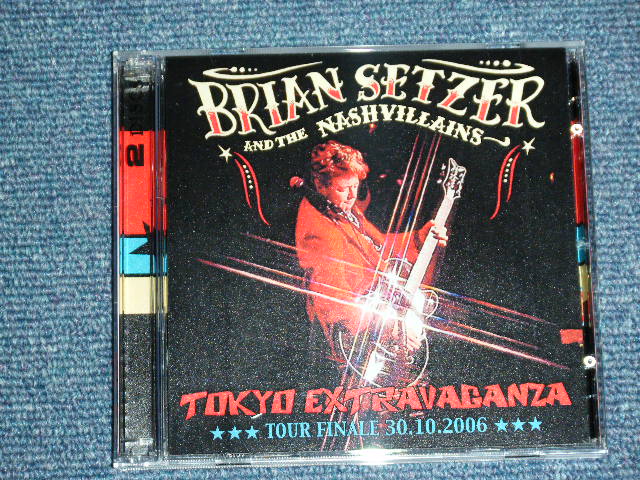 BRIAN SETZER
AND THE NASHVILLAINS
TOKYO EXTRAVAGANZA
★★★ TOUR FINALE 30.10.2006 ★★★
2